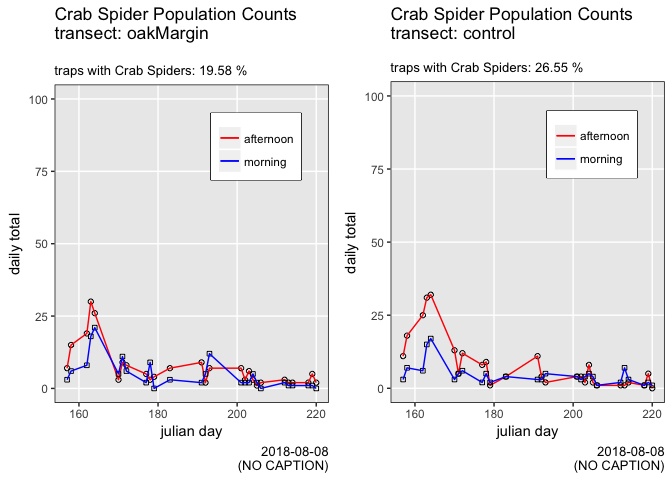 Crab Spider Population Counts
transect: oakMargin
traps with Crab Spiders: 19.58 %
100
75
50
25
0
daily total
afternoon
morning
160
180
200
220
julian day
2018-08-08
(NO CAPTION)
Crab Spider Population Counts
transect: control
traps with Crab Spiders: 26.55 %
100
75
50
25
0
daily total
afternoon
morning
160
180
200
220
julian day
2018-08-08
(NO CAPTION)